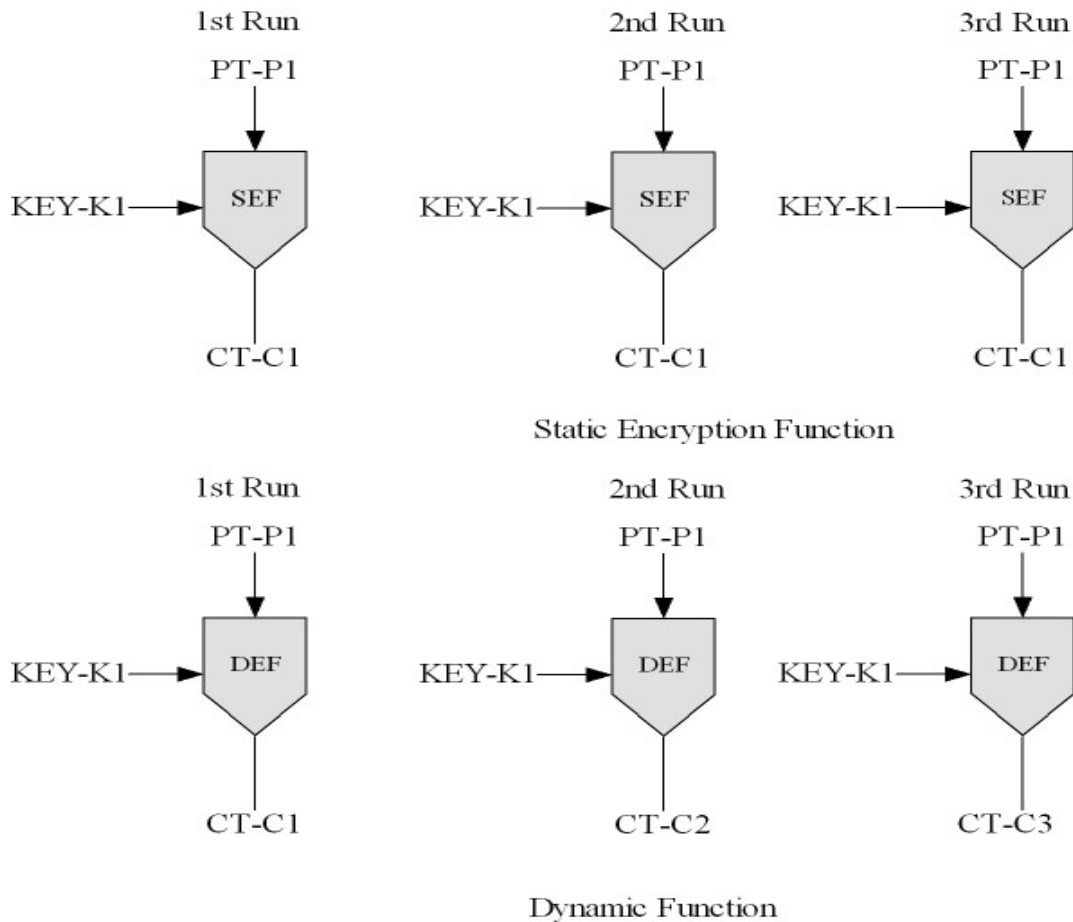 1st Run 2nd Run 3rd Run
PT-P1 PT-P1 PT-P1
KEY-K1 SEF KEY-K1 SEF KEY-K1 SEF
CT-C1 CT-C1 CT-C1
Static Encryption Function
1st Run 2nd Run 3rd Run
PT-P1 PT-P1 PT-P1
KEY-K1 DEF KEY-K1 DEF KEY-K1 DEF
CT-C1 CT-C2 CT-C3
Dynamic Function